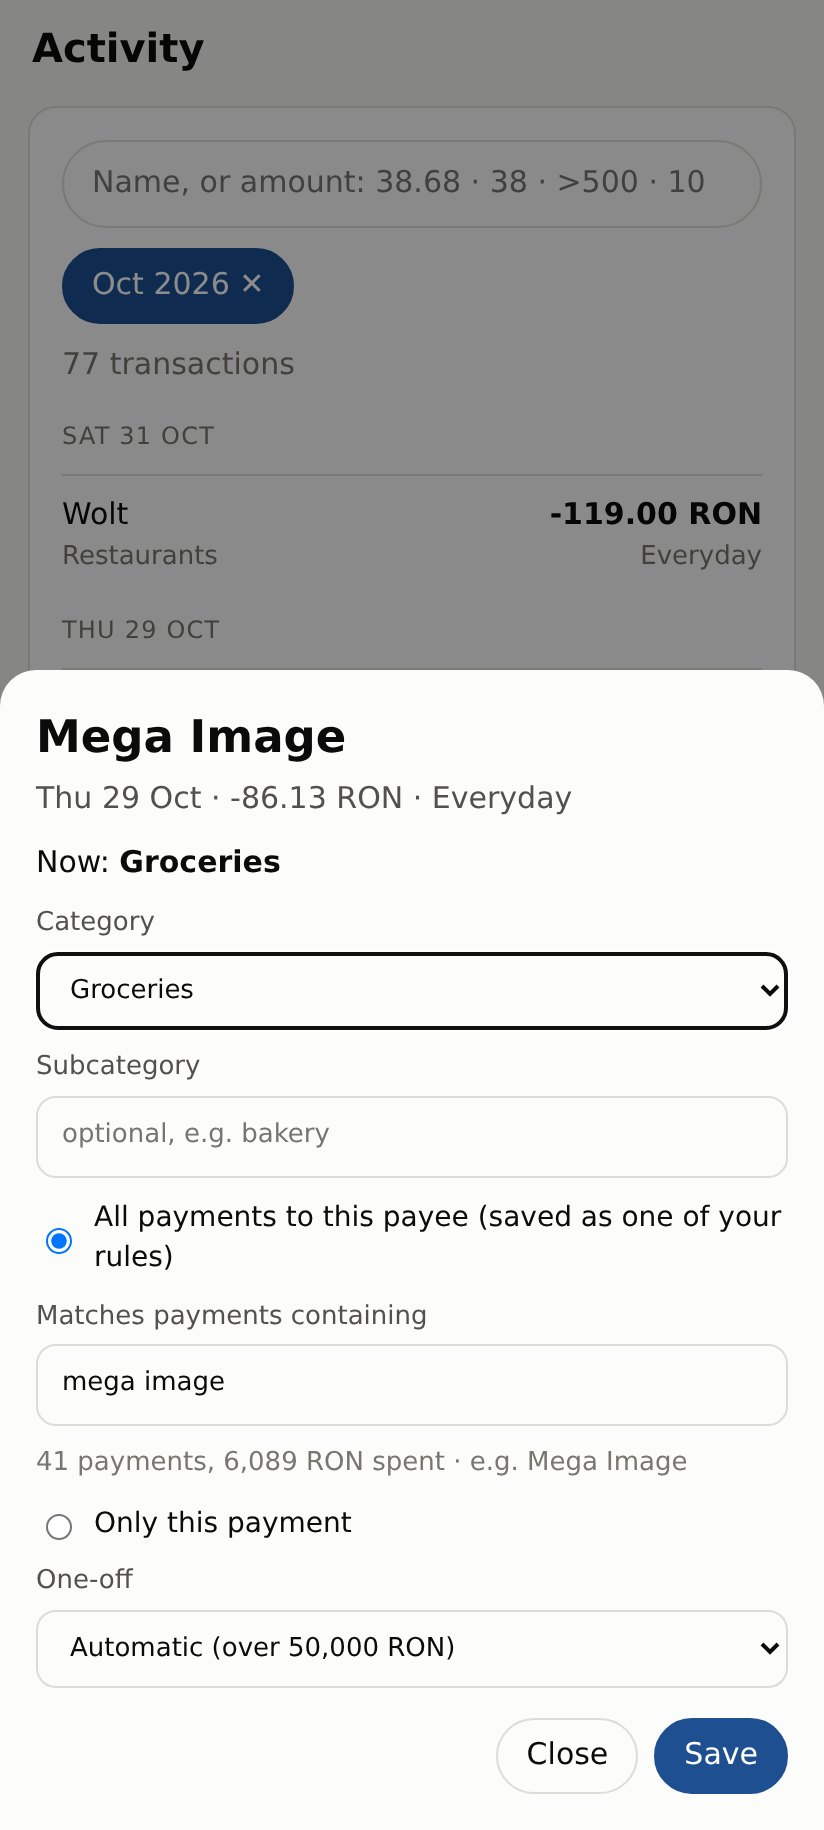 Activity
Name, or amount: 38.68 · 38 · >500 · 10
Oct 2026 ✕
77 transactions
SAT 31 OCT
Wolt -119.00 RON
Restaurants Everyday
THU 29 OCT
Mega Image
Thu 29 Oct · -86.13 RON · Everyday
Now: Groceries
Category
Groceries
Subcategory
optional, e.g. bakery
All payments to this payee (saved as one of your
rules)
Matches payments containing
mega image
41 payments, 6,089 RON spent · e.g. Mega Image
Only this payment
One-off
Automatic (over 50,000 RON)
Close Save